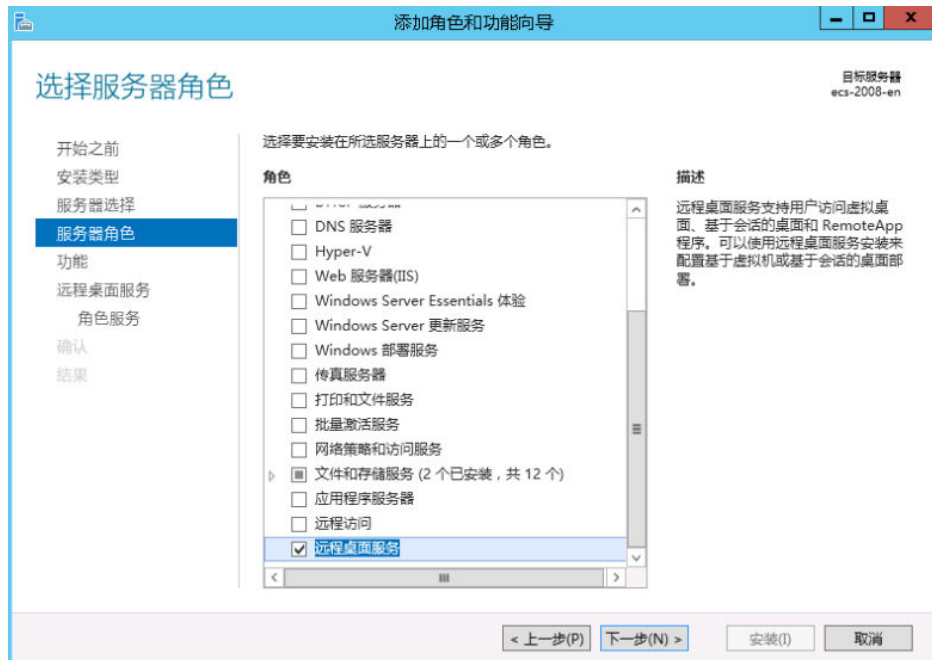 添加角色和功能向导
选择服务器角色
目标服务器
ecs-2008-en
开始之前
安装类型
服务器选择
服务器角色
功能
远程桌面服务
角色服务
确认
结果
选择要安装在所选服务器上的一个或多个角色。
角色
DNS 服务器
Hyper-V
Web 服务器(IIS)
Windows Server Essentials 体验
Windows Server 更新服务
Windows 部署服务
传真服务器
打印和文件服务
批量激活服务
网络策略和访问服务
文件和存储服务 (2 个已安装，共 12 个)
应用程序服务器
远程访问
远程桌面服务
描述
远程桌面服务支持用户访问虚拟桌
面、基于会话的桌面和 RemoteApp
程序。可以使用远程桌面服务安装来
配置基于虚拟机或基于会话的桌面部
署。
< 上一步(P)
下一步(N) >
安装(I)
取消